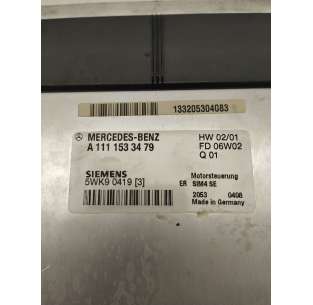 133205304083
MERCEDES-BENZ HW 02/01
A 111 153 34 79 FD 06W02
Q 01
SIEMENS Motorsteuerung
5WK9 0419 [3] ER SIM4 SE
2053 0408
Made in Germany